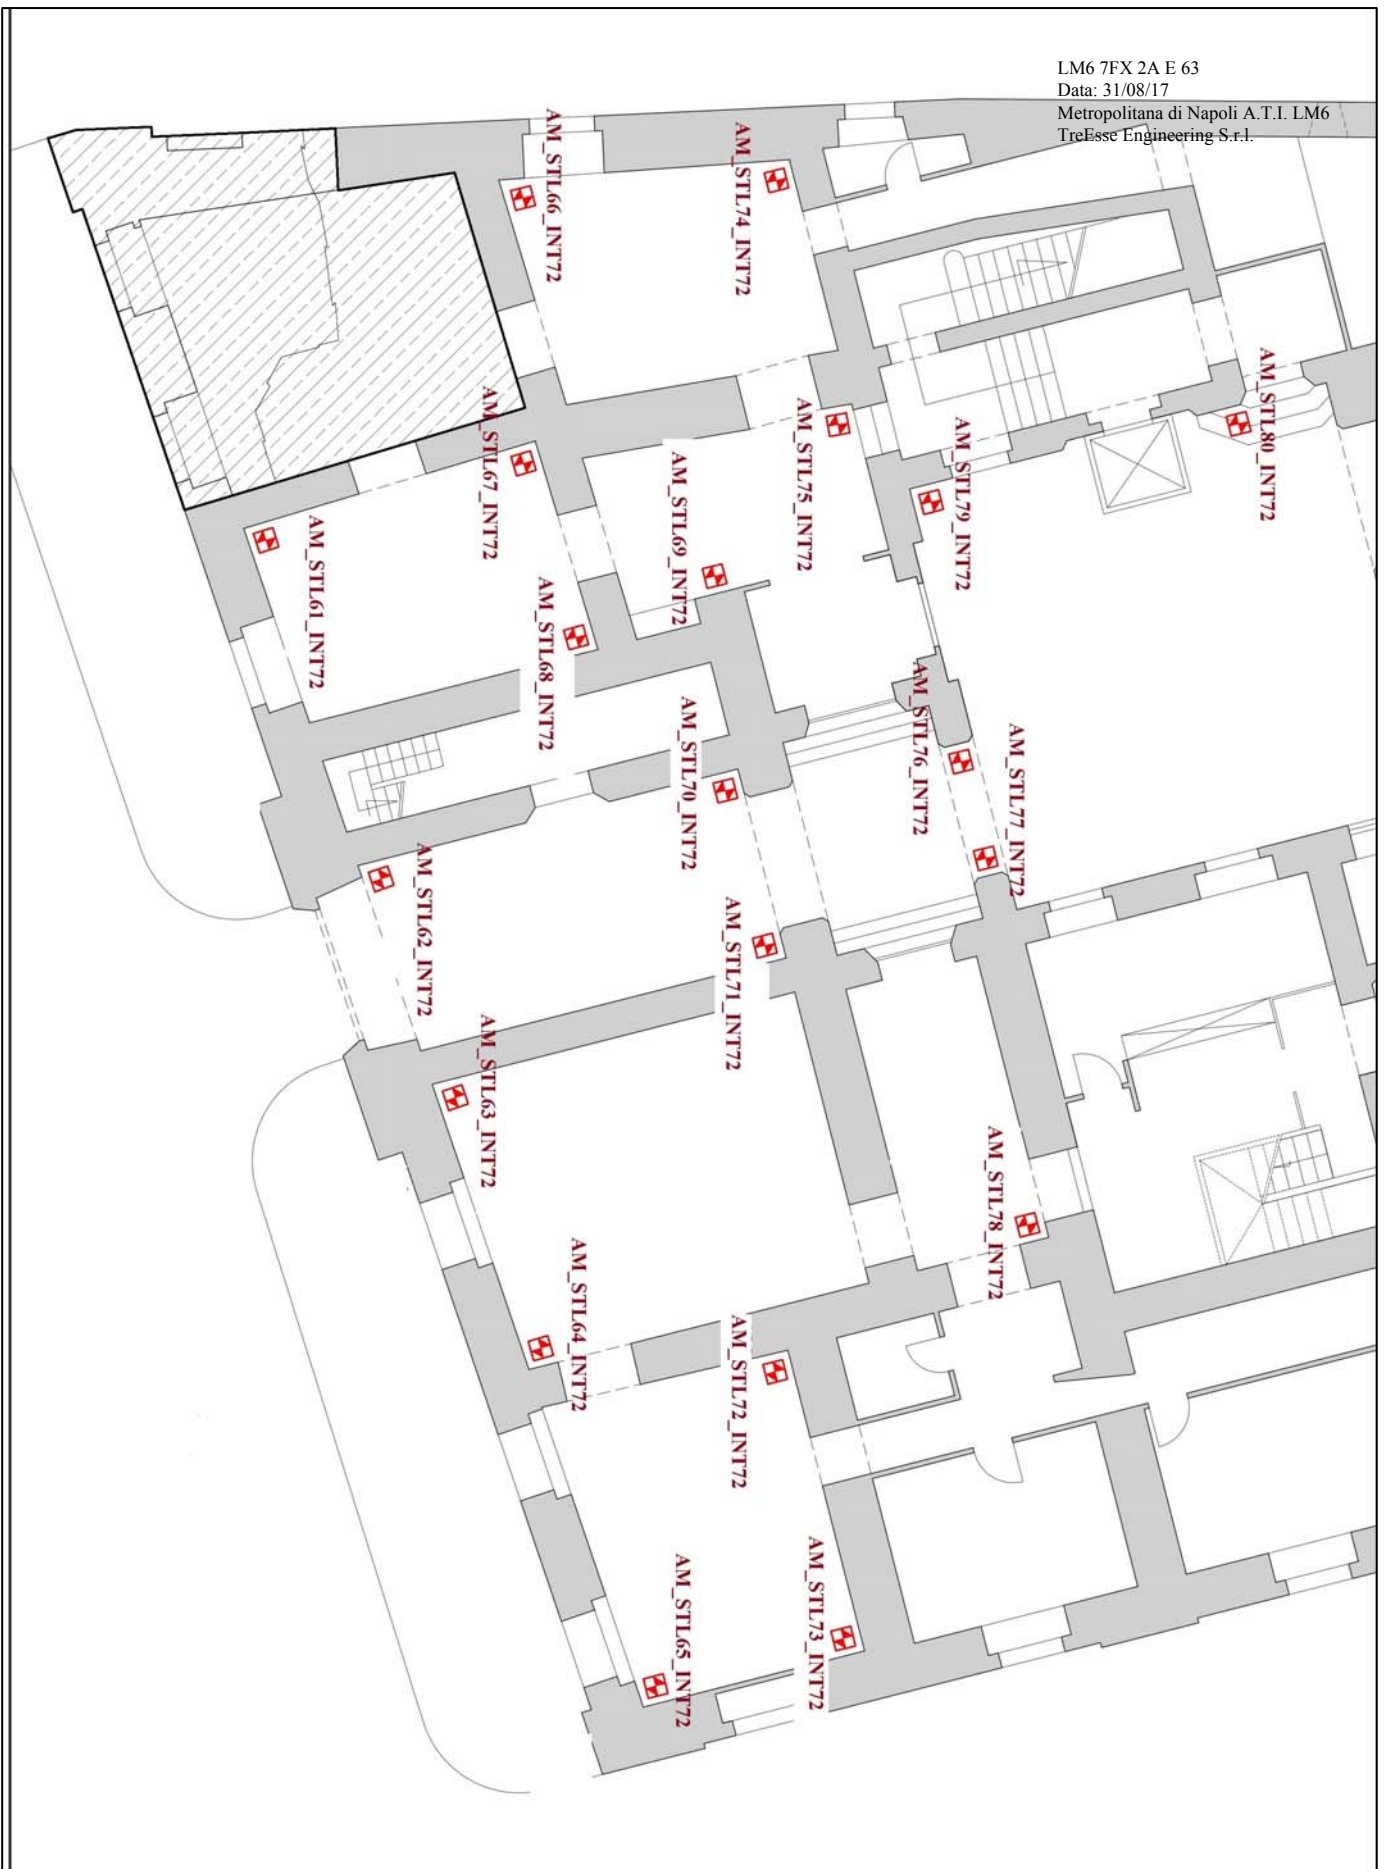 LM6 7FX 2A E 63
Data: 31/08/17
Metropolitana di Napoli A.T.I. LM6
TreEsse Engineering S.r.l.
AM_STL66_INT72
AM_STL74_INT72
AM_STL80_INT72
AM_STL67_INT72
AM_STL75_INT72
AM_STL79_INT72
AM_STL69_INT72
AM_STL61_INT72
AM_STL68_INT72
AM_STL76_INT72
AM_STL70_INT72
AM_STL77_INT72
AM_STL62_INT72
AM_STL71_INT72
AM_STL63_INT72
AM_STL78_INT72
AM_STL64_INT72
AM_STL72_INT72
AM_STL73_INT72
AM_STL65_INT72